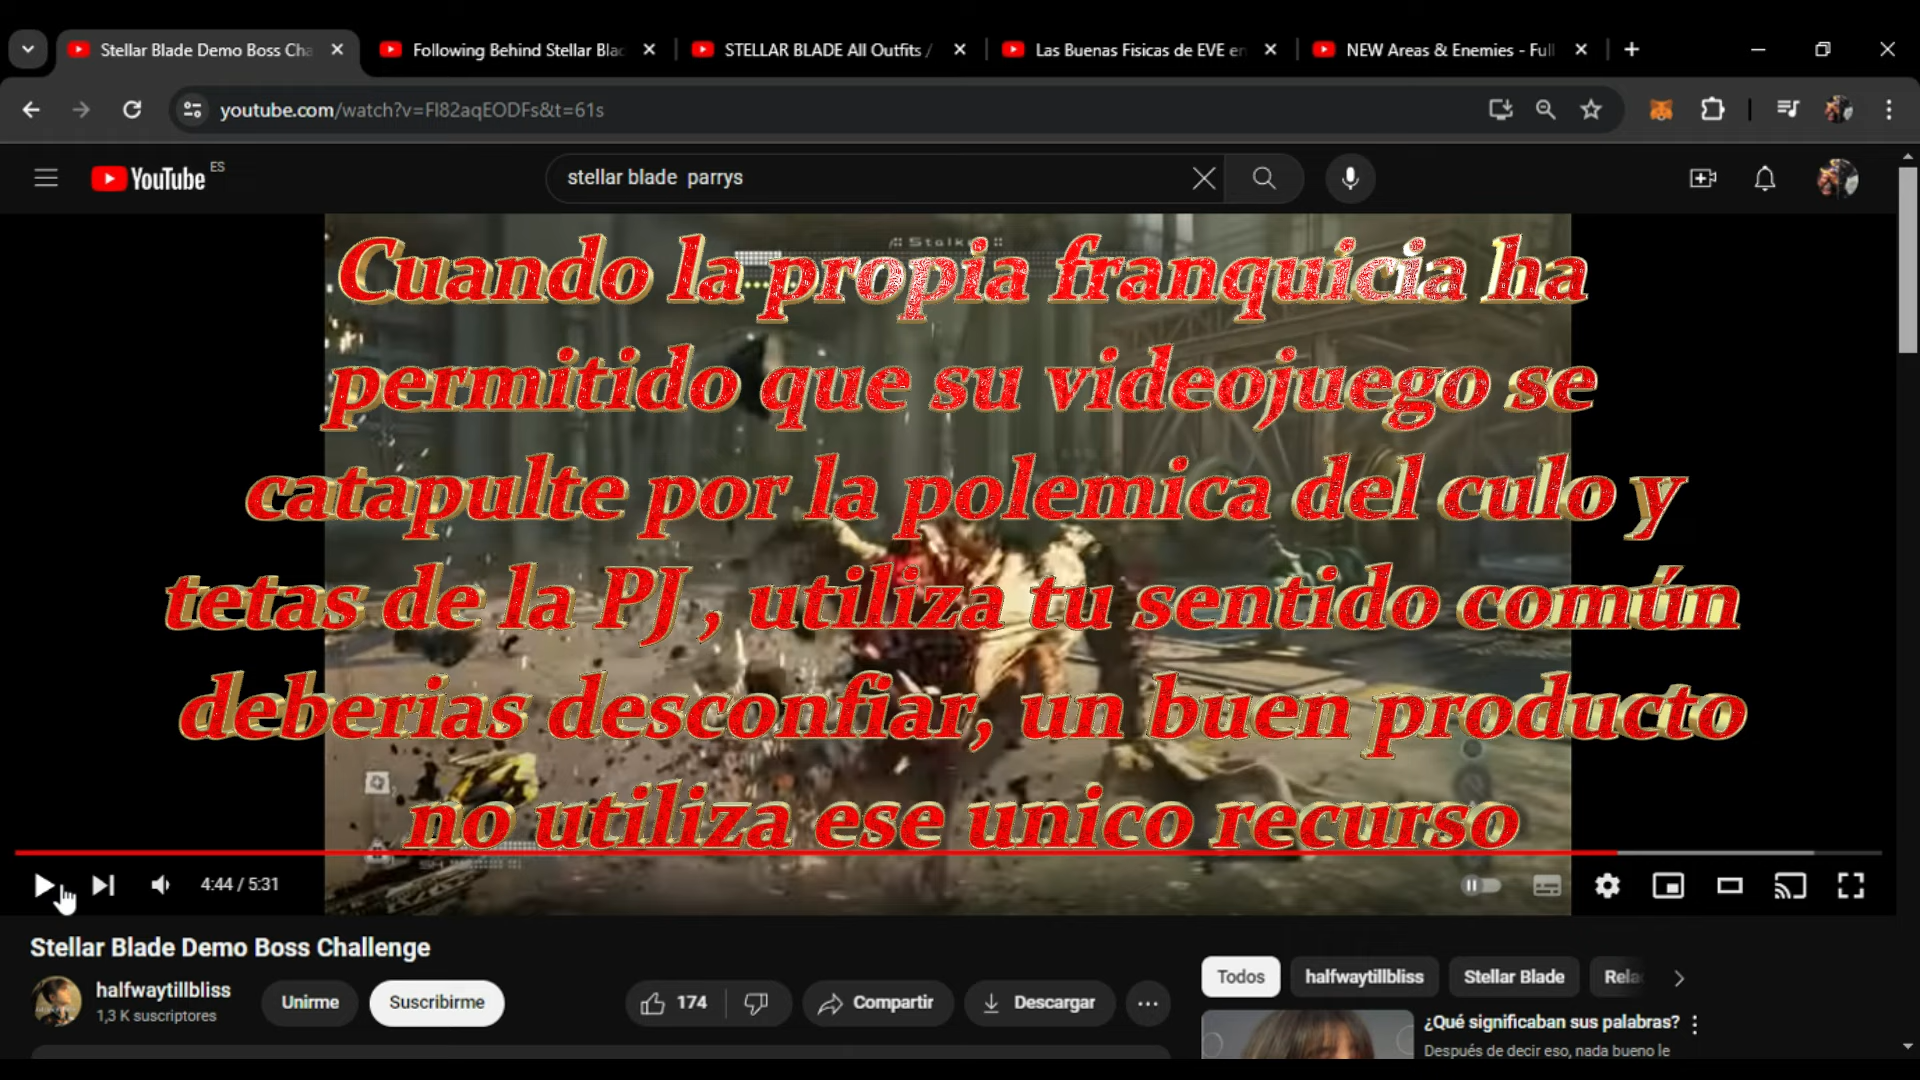 Stellar Blade Demo Boss Cha
Following Behind Stellar Blac
STELLAR BLADE All Outfits /
Las Buenas Fisicas de EVE en
NEW Areas & Enemies - Full
youtube.com/watch?v=Fl82aqEODFs&t=61s
YouTube ES
stellar blade parrys
Cuando la propia franquicia ha
permitido que su videojuego se
catapulte por la polemica del culo y
tetas de la PJ , utiliza tu sentido común
deberias desconfiar, un buen producto
no utiliza ese unico recurso
4:44 / 5:31
Stellar Blade Demo Boss Challenge
halfwaytillbliss
1,3 K suscriptores
Unirme
Suscribirme
174
Compartir
Descargar
Todos
halfwaytillbliss
Stellar Blade
Rela
¿Qué significaban sus palabras?
Después de decir eso, nada bueno le